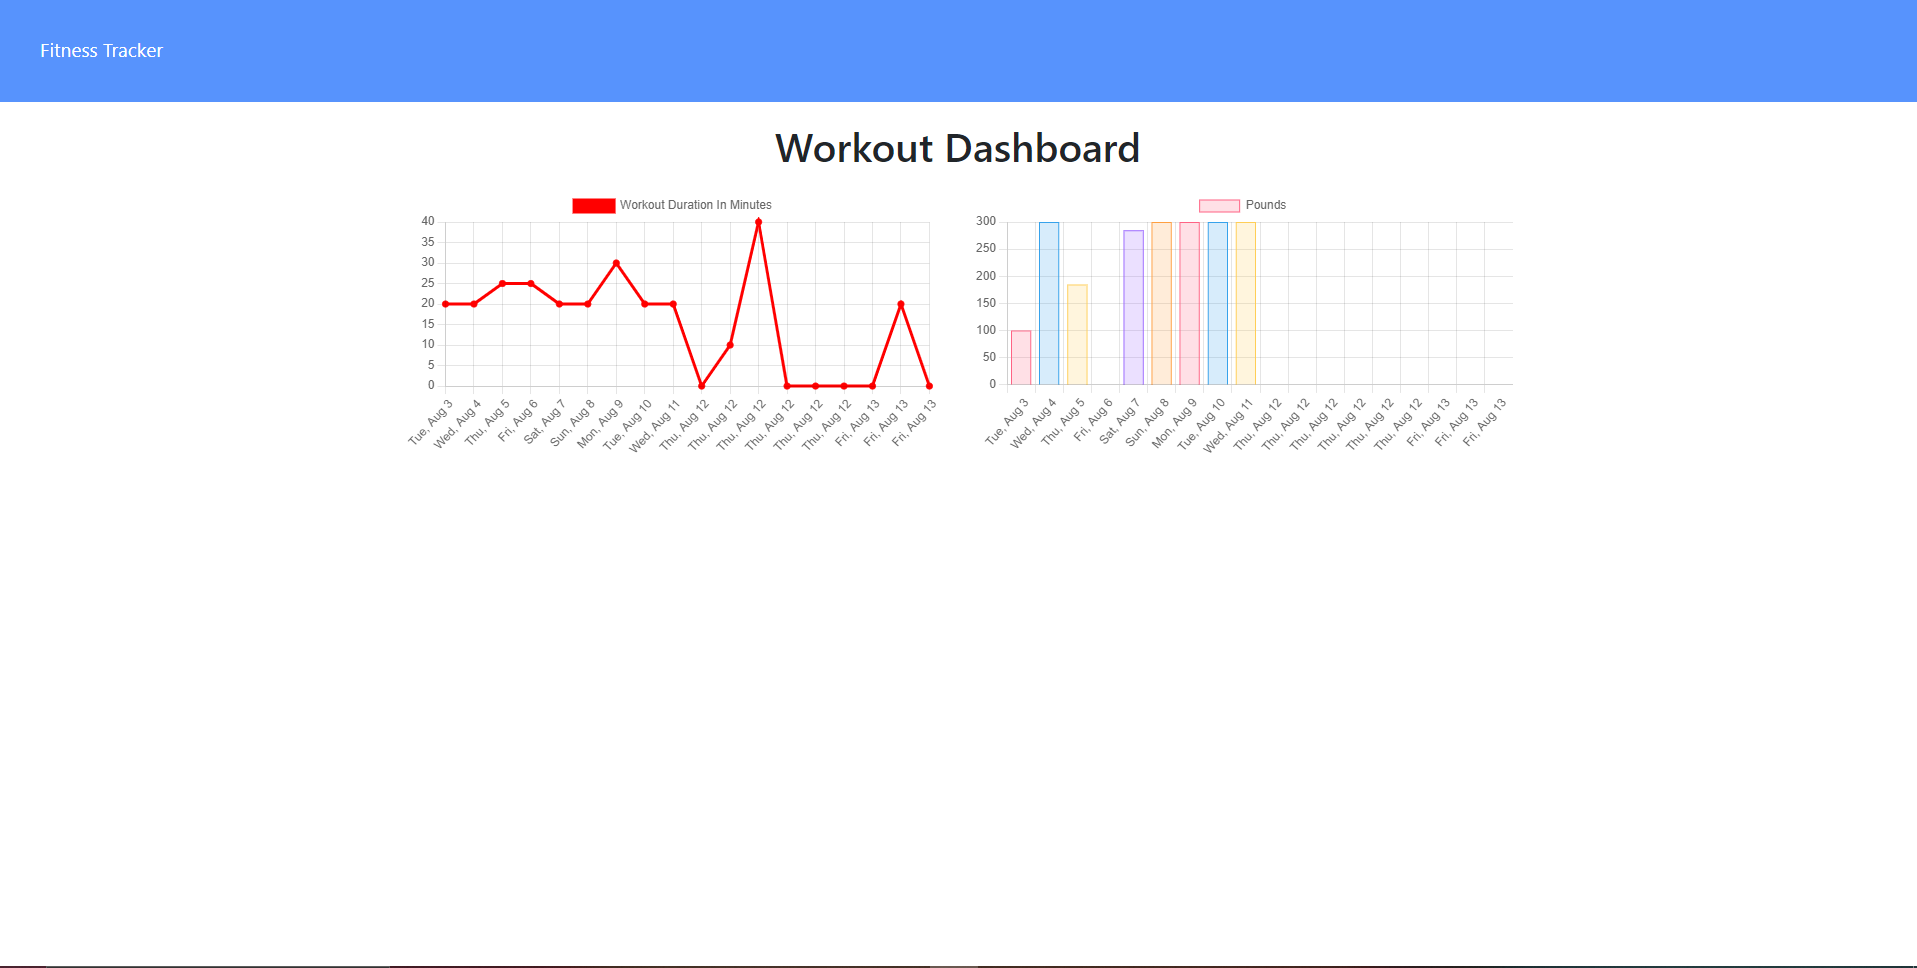 Fitness Tracker
Workout Dashboard
Workout Duration In Minutes
40
35
30
25
20
15
10
5
0
Tue, Aug 3
Wed, Aug 4
Thu, Aug 5
Fri, Aug 6
Sat, Aug 7
Sun, Aug 8
Mon, Aug 9
Tue, Aug 10
Wed, Aug 11
Thu, Aug 12
Thu, Aug 12
Thu, Aug 12
Thu, Aug 12
Thu, Aug 12
Thu, Aug 12
Fri, Aug 13
Fri, Aug 13
Fri, Aug 13
Pounds
300
250
200
150
100
50
0
Tue, Aug 3
Wed, Aug 4
Thu, Aug 5
Fri, Aug 6
Sat, Aug 7
Sun, Aug 8
Mon, Aug 9
Tue, Aug 10
Wed, Aug 11
Thu, Aug 12
Thu, Aug 12
Thu, Aug 12
Thu, Aug 12
Thu, Aug 12
Thu, Aug 12
Fri, Aug 13
Fri, Aug 13
Fri, Aug 13